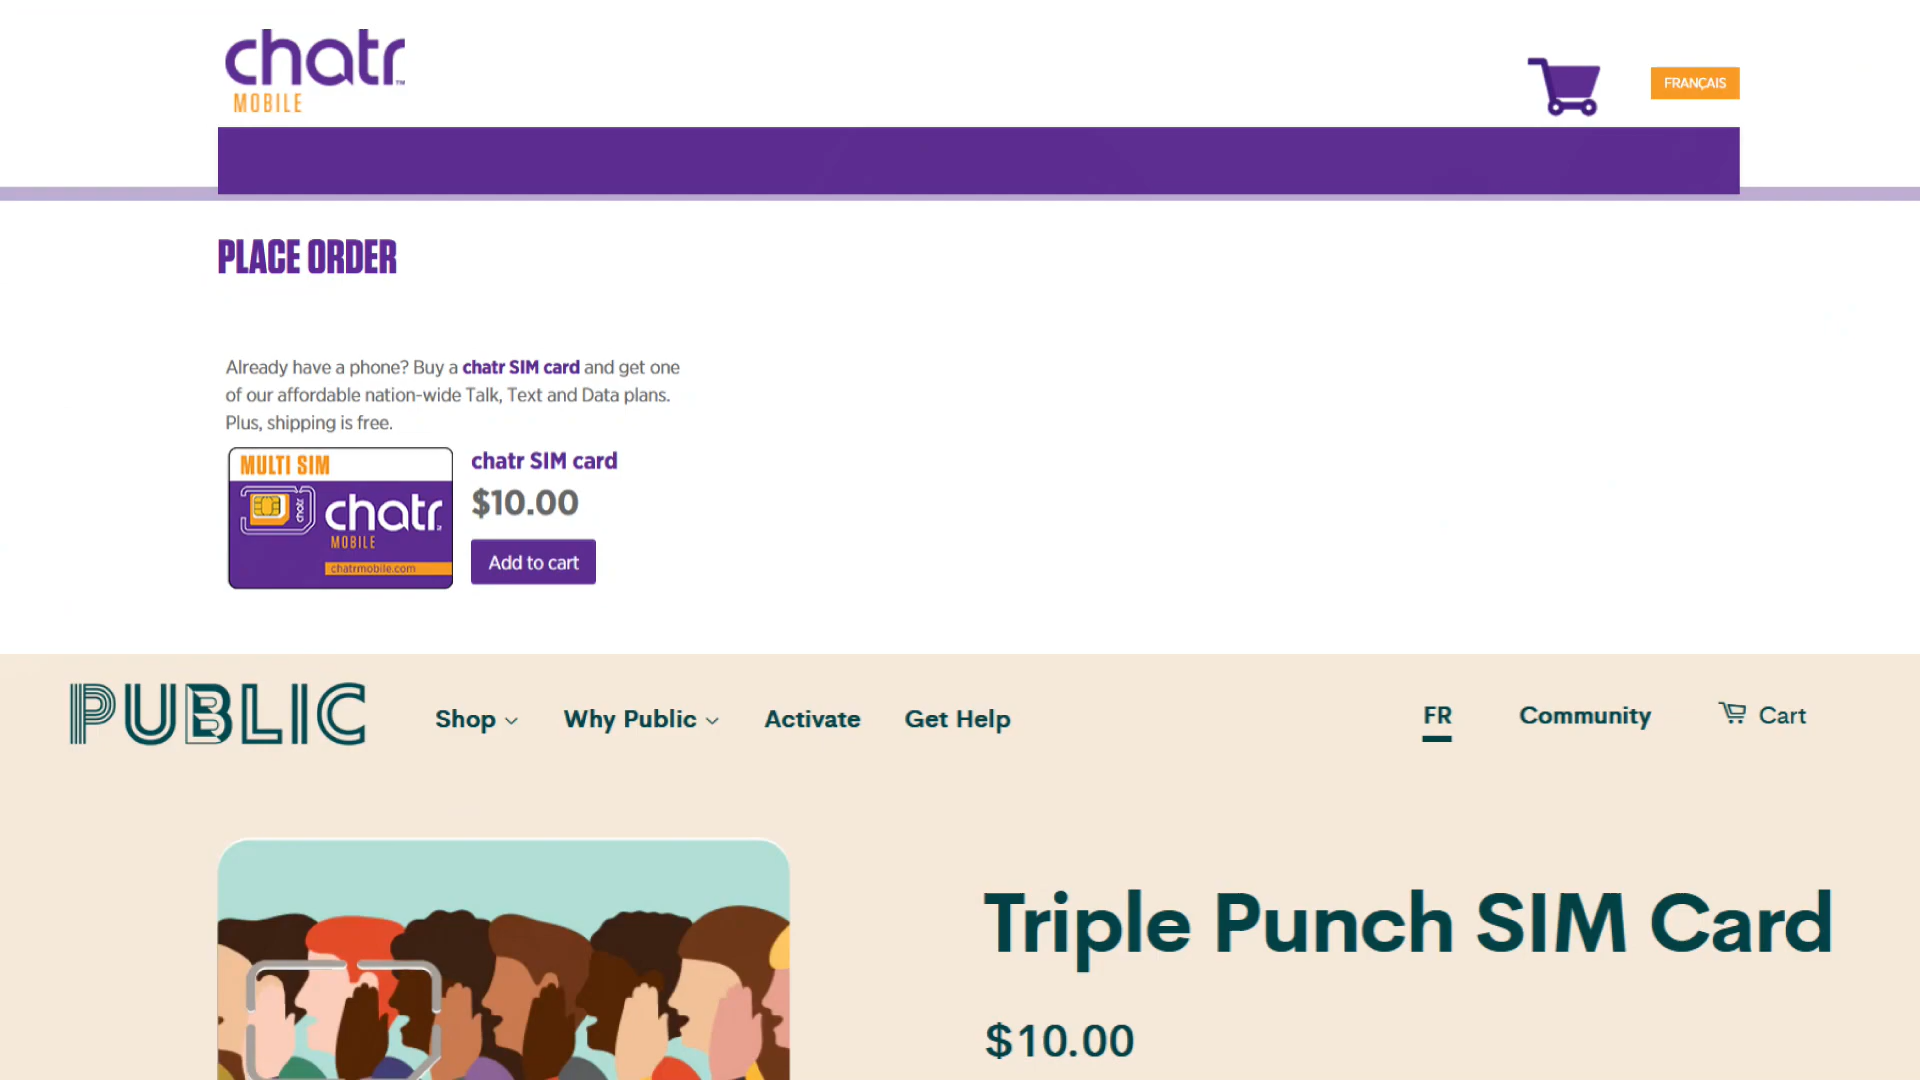 chatr™
MOBILE
FRANÇAIS
PLACE ORDER
Already have a phone? Buy a chatr SIM card and get one
of our affordable nation-wide Talk, Text and Data plans.
Plus, shipping is free.
MULTI SIM
chatr
chatr
MOBILE
chatrmobile.com
chatr SIM card
$10.00
Add to cart
PUBLIC
Shop
Why Public
Activate
Get Help
FR
Community
Cart
Triple Punch SIM Card
$10.00